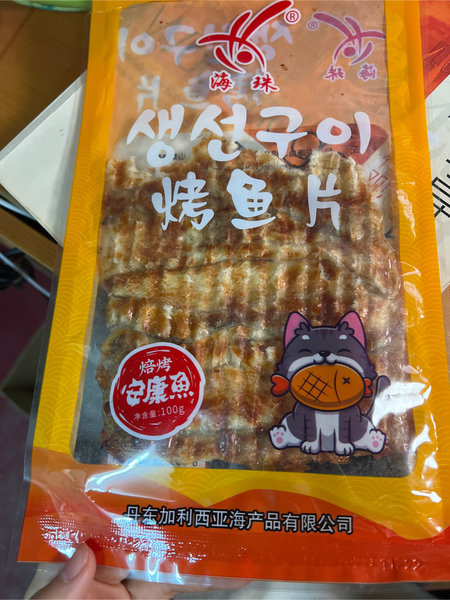 ®
海珠
생선구이
烤鱼片
焙烤
安康魚
净含量:100g
丹东加利西亚海产品有限公司